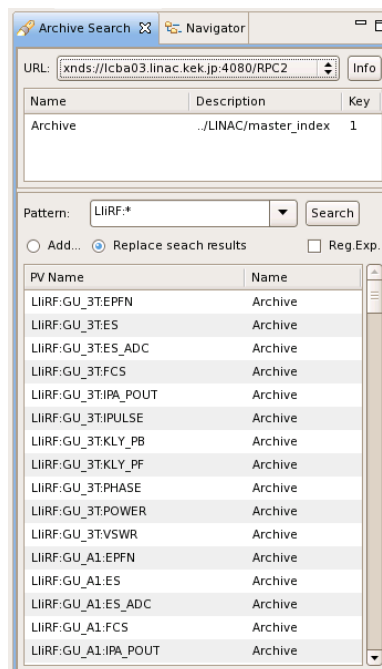 Archive Search Navigator
URL: xnds://lcba03.linac.kek.jp:4080/RPC2 Info
Name Description Key
Archive ../LINAC/master_index 1
Pattern: LIiRF:* Search
Add... Replace seach results Reg.Exp.
PV Name Name
LIiRF:GU_3T:EPFN Archive
LIiRF:GU_3T:ES Archive
LIiRF:GU_3T:ES_ADC Archive
LIiRF:GU_3T:FCS Archive
LIiRF:GU_3T:IPA_POUT Archive
LIiRF:GU_3T:IPULSE Archive
LIiRF:GU_3T:KLY_PB Archive
LIiRF:GU_3T:KLY_PF Archive
LIiRF:GU_3T:PHASE Archive
LIiRF:GU_3T:POWER Archive
LIiRF:GU_3T:VSWR Archive
LIiRF:GU_A1:EPFN Archive
LIiRF:GU_A1:ES Archive
LIiRF:GU_A1:ES_ADC Archive
LIiRF:GU_A1:FCS Archive
LIiRF:GU_A1:IPA_POUT Archive